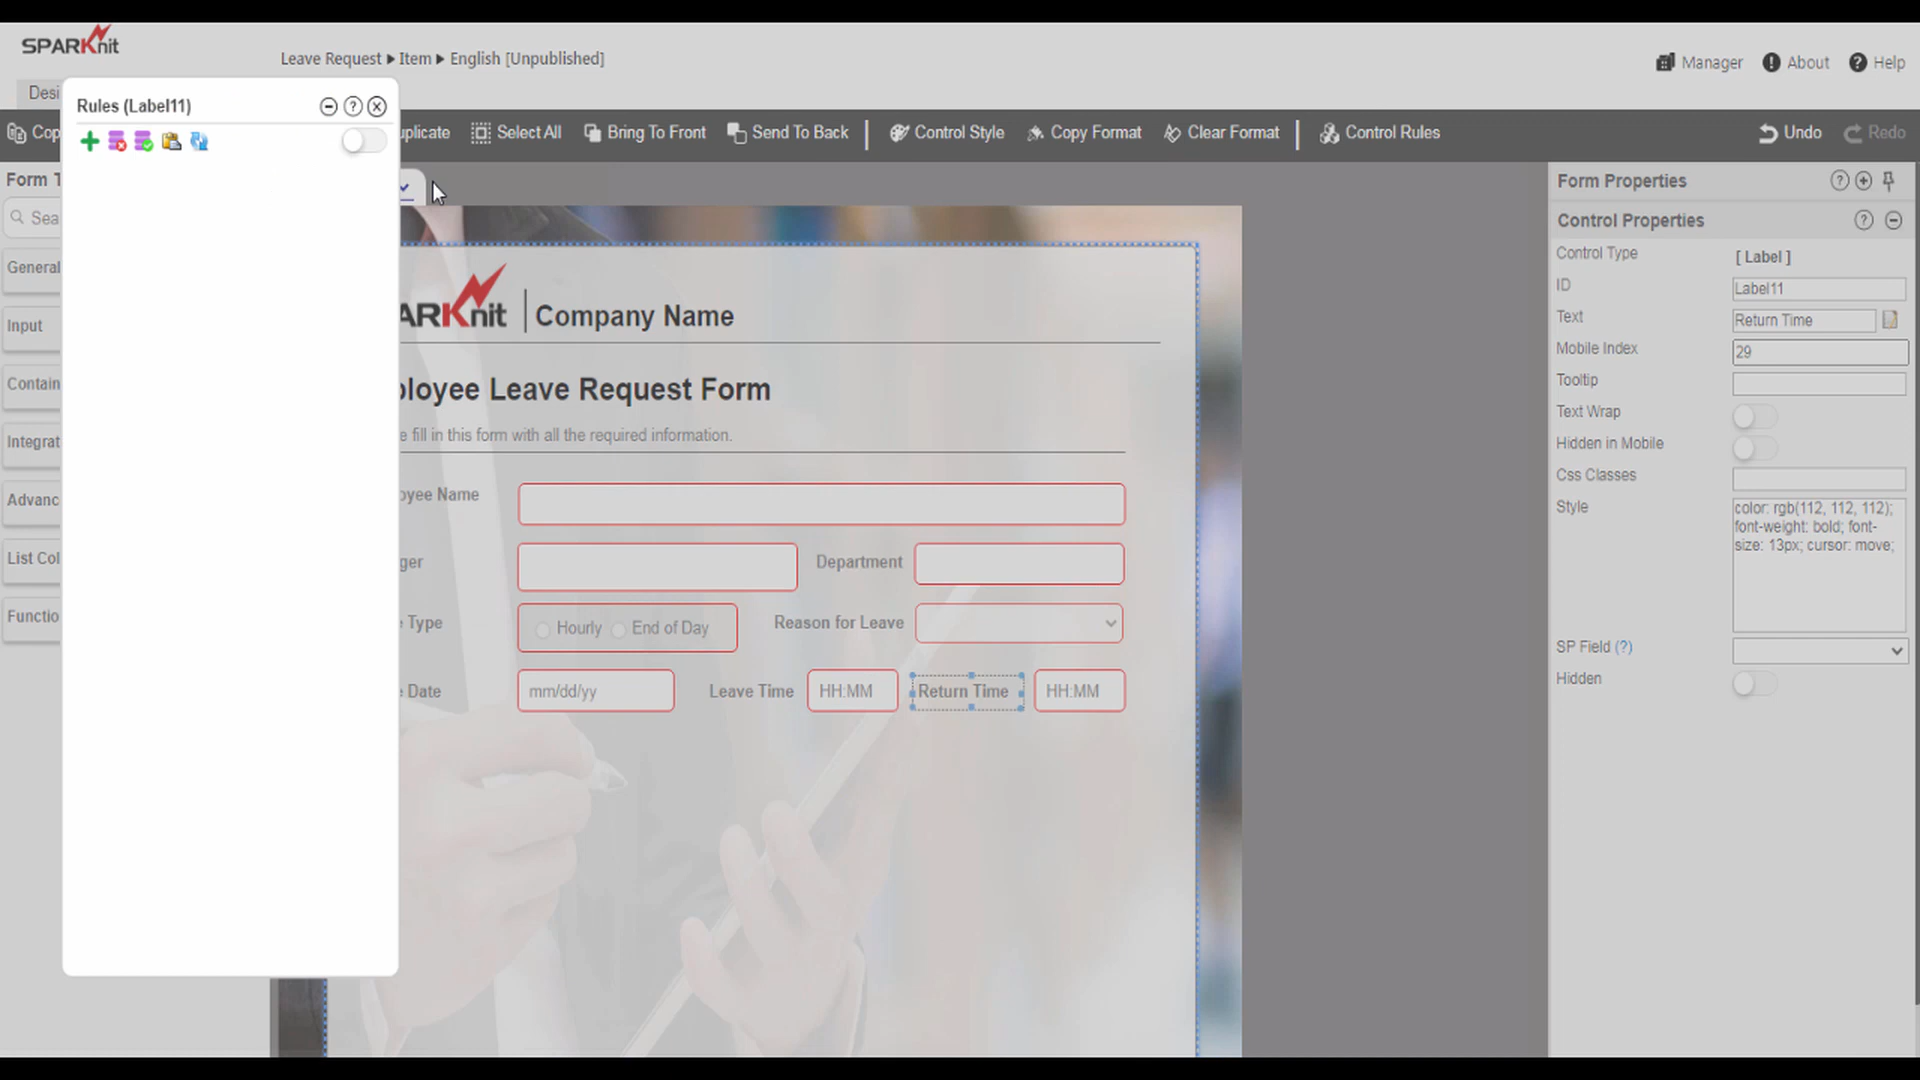 SPARKnit
Leave Request ▶ Item ▶ English [Unpublished]
Manager
About
Help
Desi
Rules (Label11)
Cop
uplicate
Select All
Bring To Front
Send To Back
Control Style
Copy Format
Clear Format
Control Rules
Undo
Redo
Form T
Sea
General
Input
Contain
Integrat
Advanc
List Col
Functio
ARKnit
Company Name
ployee Leave Request Form
e fill in this form with all the required information.
oyee Name
ger
Department
e Type
Hourly
End of Day
Reason for Leave
e Date
mm/dd/yy
Leave Time
HH:MM
Return Time
HH:MM
Form Properties
Control Properties
Control Type
[ Label ]
ID
Label11
Text
Return Time
Mobile Index
29
Tooltip
Text Wrap
Hidden in Mobile
Css Classes
Style
color: rgb(112, 112, 112);
font-weight: bold; font-
size: 13px; cursor: move;
SP Field (?)
Hidden